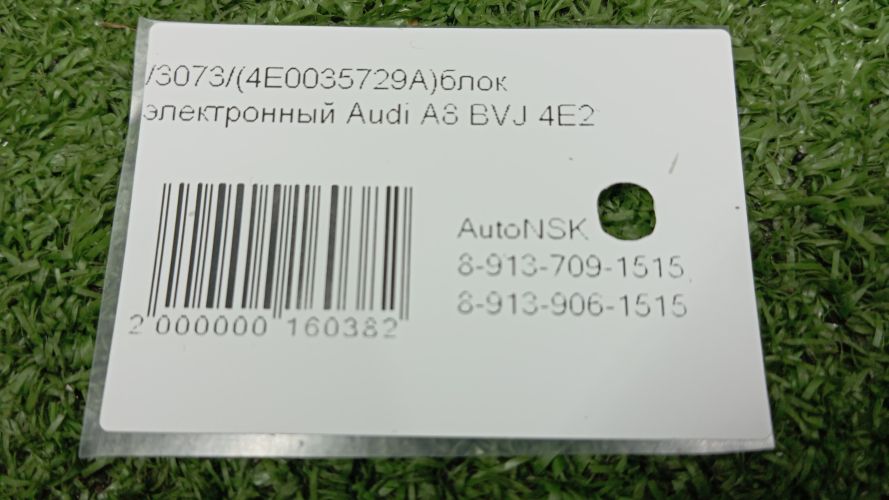 /3073/(4E0035729A)блок
электронный Audi A8 BVJ 4E2
AutoNSK
8-913-709-1515,
8-913-906-1515
2 000000 160382